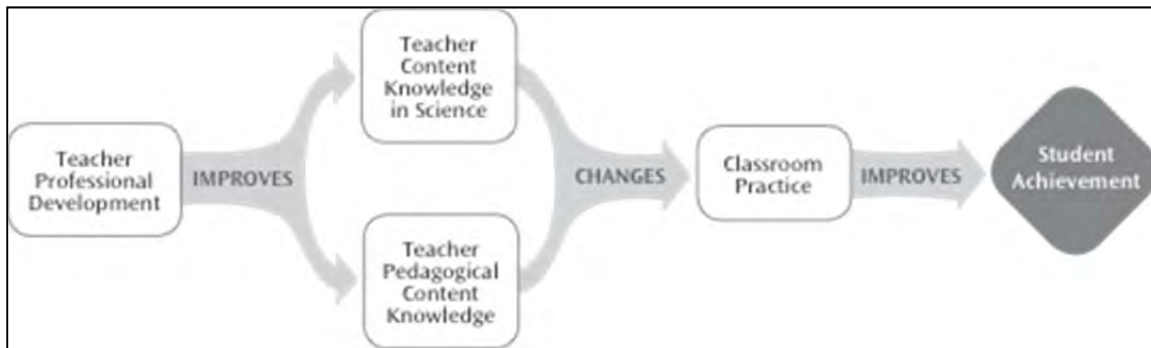 Teacher
Professional
Development
IMPROVES
Teacher
Content
Knowledge
in Science
Teacher
Pedagogical
Content
Knowledge
CHANGES
Classroom
Practice
IMPROVES
Student
Achievement